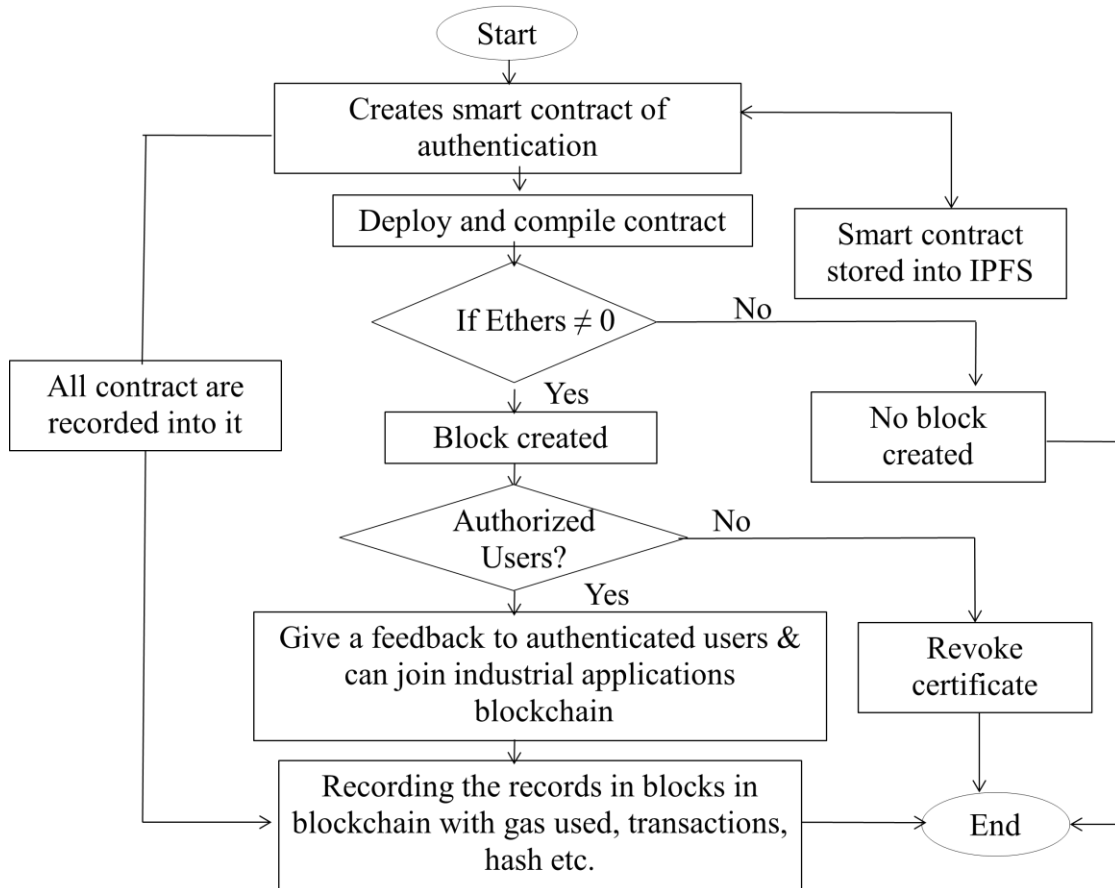 Start
Creates smart contract of
authentication
Deploy and compile contract
Smart contract
stored into IPFS
If Ethers ≠ 0
No
All contract are
recorded into it
Yes
Block created
No block
created
Authorized
Users?
No
Yes
Give a feedback to authenticated users &
can join industrial applications
blockchain
Revoke
certificate
Recording the records in blocks in
blockchain with gas used, transactions,
hash etc.
End